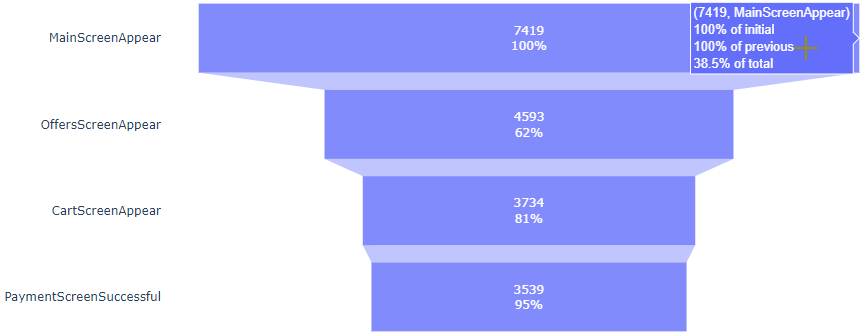 MainScreenAppear
7419
100%
(7419, MainScreenAppear)
100% of initial
100% of previous
38.5% of total
OffersScreenAppear
4593
62%
CartScreenAppear
3734
81%
PaymentScreenSuccessful
3539
95%